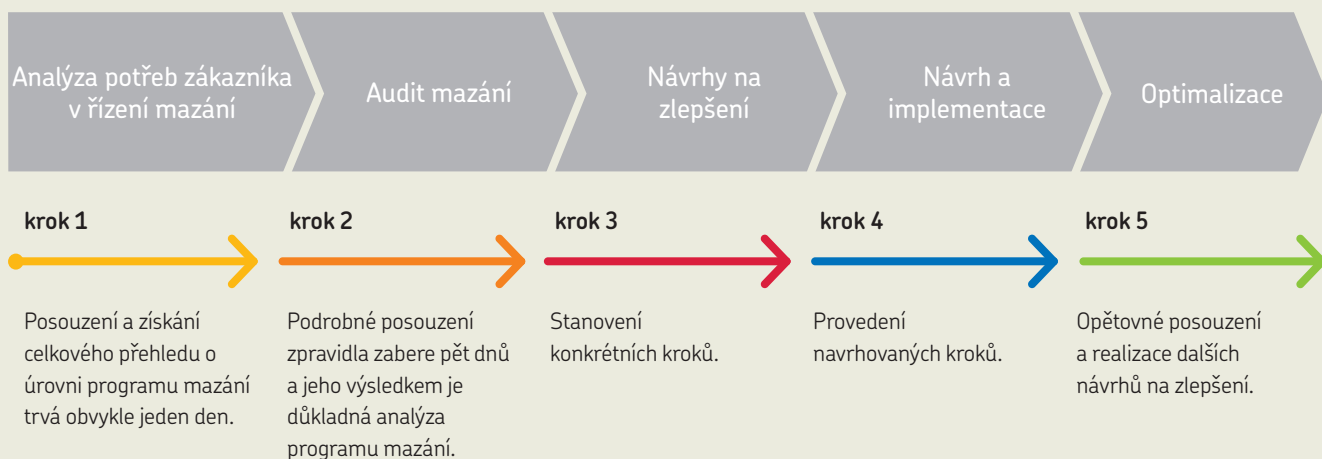 Analýza potřeb zákazníka
v řízení mazání
Audit mazání
Návrhy na
zlepšení
Návrh a
implementace
Optimalizace
krok 1
Posouzení a získání
celkového přehledu o
úrovni programu mazání
trvá obvykle jeden den.
krok 2
Podrobné posouzení
zpravidla zabere pět dnů
a jeho výsledkem je
důkladná analýza
programu mazání.
krok 3
Stanovení
konkrétních kroků.
krok 4
Provedení
navrhovaných kroků.
krok 5
Opětovné posouzení
a realizace dalších
návrhů na zlepšení.